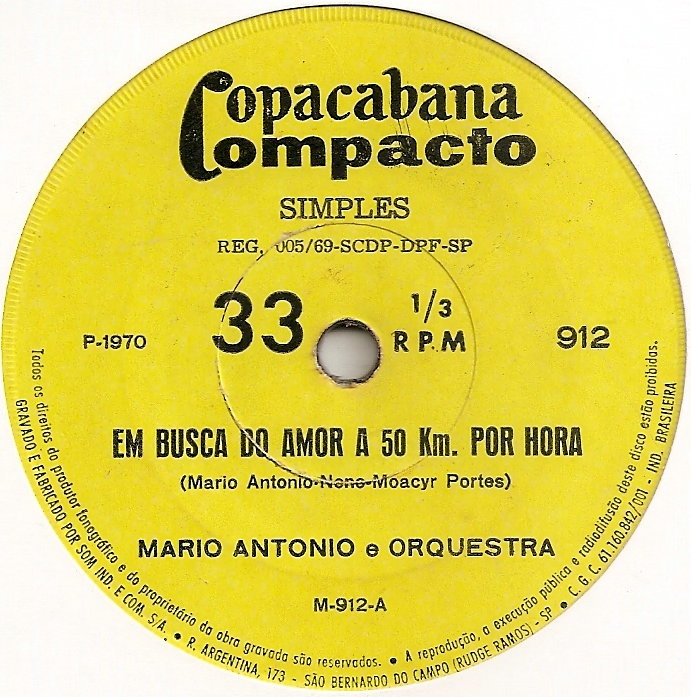 Copacabana
Compacto
SIMPLES
REG. 005/69-SCDP-DPF-SP
33 1/3
RPM
P-1970
912
EM BUSCA DO AMOR A 50 Km. POR HORA
(Mario Antonio-Nene-Moacyr Portes)
MARIO ANTONIO e ORQUESTRA
M-912-A
Todos os direitos do produtor fonográfico e do proprietário da obra gravada são reservados. • A reprodução, a execução pública e radiodifusão deste disco estão proibidas.
GRAVADO E FABRICADO POR SOM IND. E COM. S/A. • R. ARGENTINA, 173 - SÃO BERNARDO DO CAMPO (RUDGE RAMOS) - SP • C. G. C. 61.160.842/001 - IND. BRASILEIRA